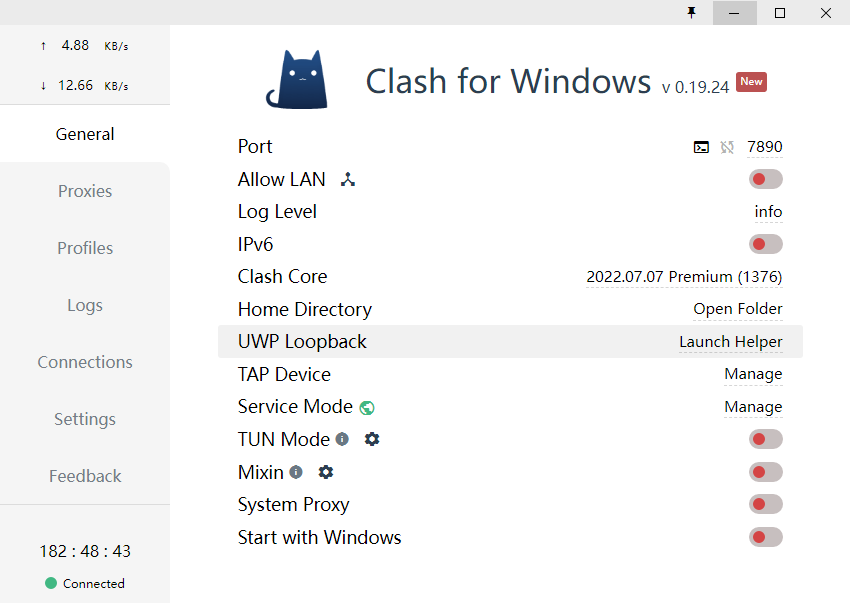 ↑ 4.88 KB/s
↓ 12.66 KB/s
General
Proxies
Profiles
Logs
Connections
Settings
Feedback
182 : 48 : 43
Connected
Clash for Windows v 0.19.24 New
Port 7890
Allow LAN
Log Level info
IPv6
Clash Core 2022.07.07 Premium (1376)
Home Directory Open Folder
UWP Loopback Launch Helper
TAP Device Manage
Service Mode Manage
TUN Mode
Mixin
System Proxy
Start with Windows